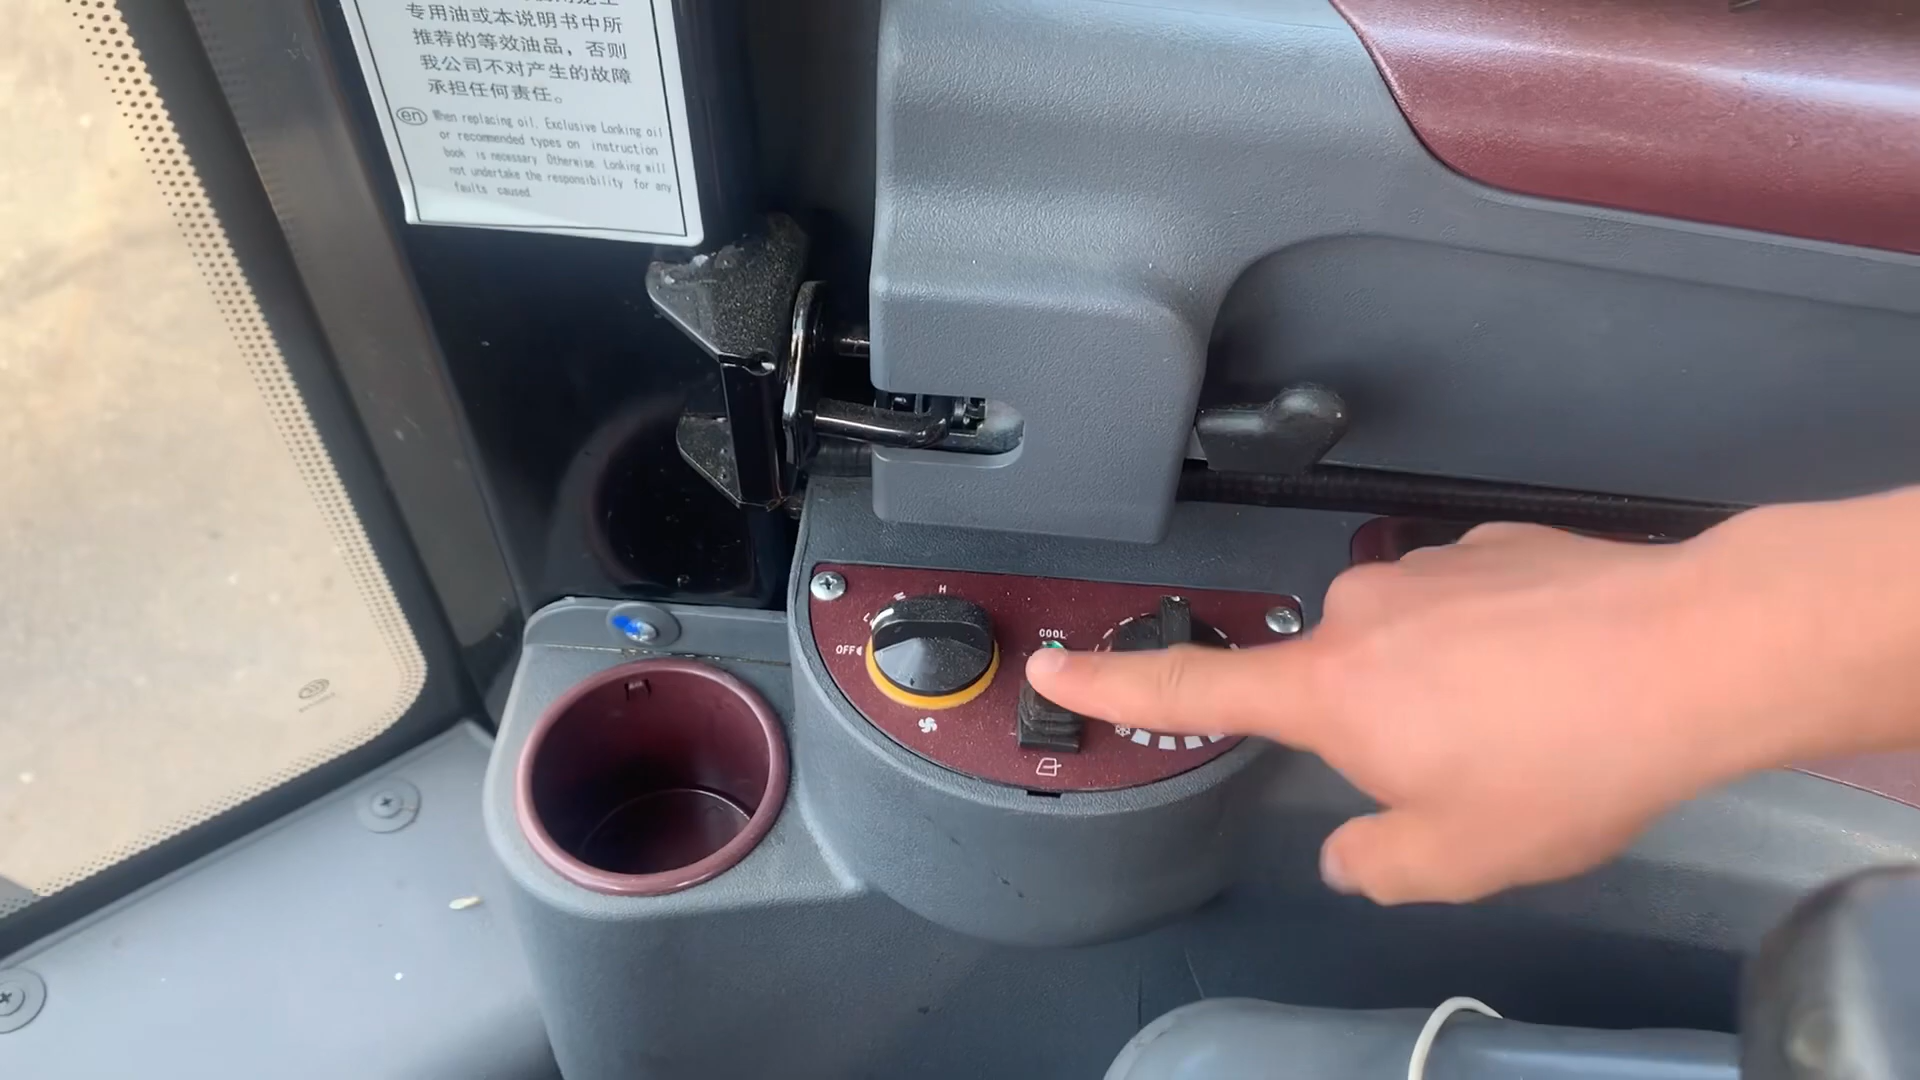 专用油或本说明书中所
推荐的等效油品，否则
我公司不对产生的故障
承担任何责任。
en When replacing oil, Exclusive Lonking oil
or recommended types on instruction
book is necessary Otherwise, Lonking will
not undertake the responsibility for any
faults caused.
H
M
L
OFF
COOL